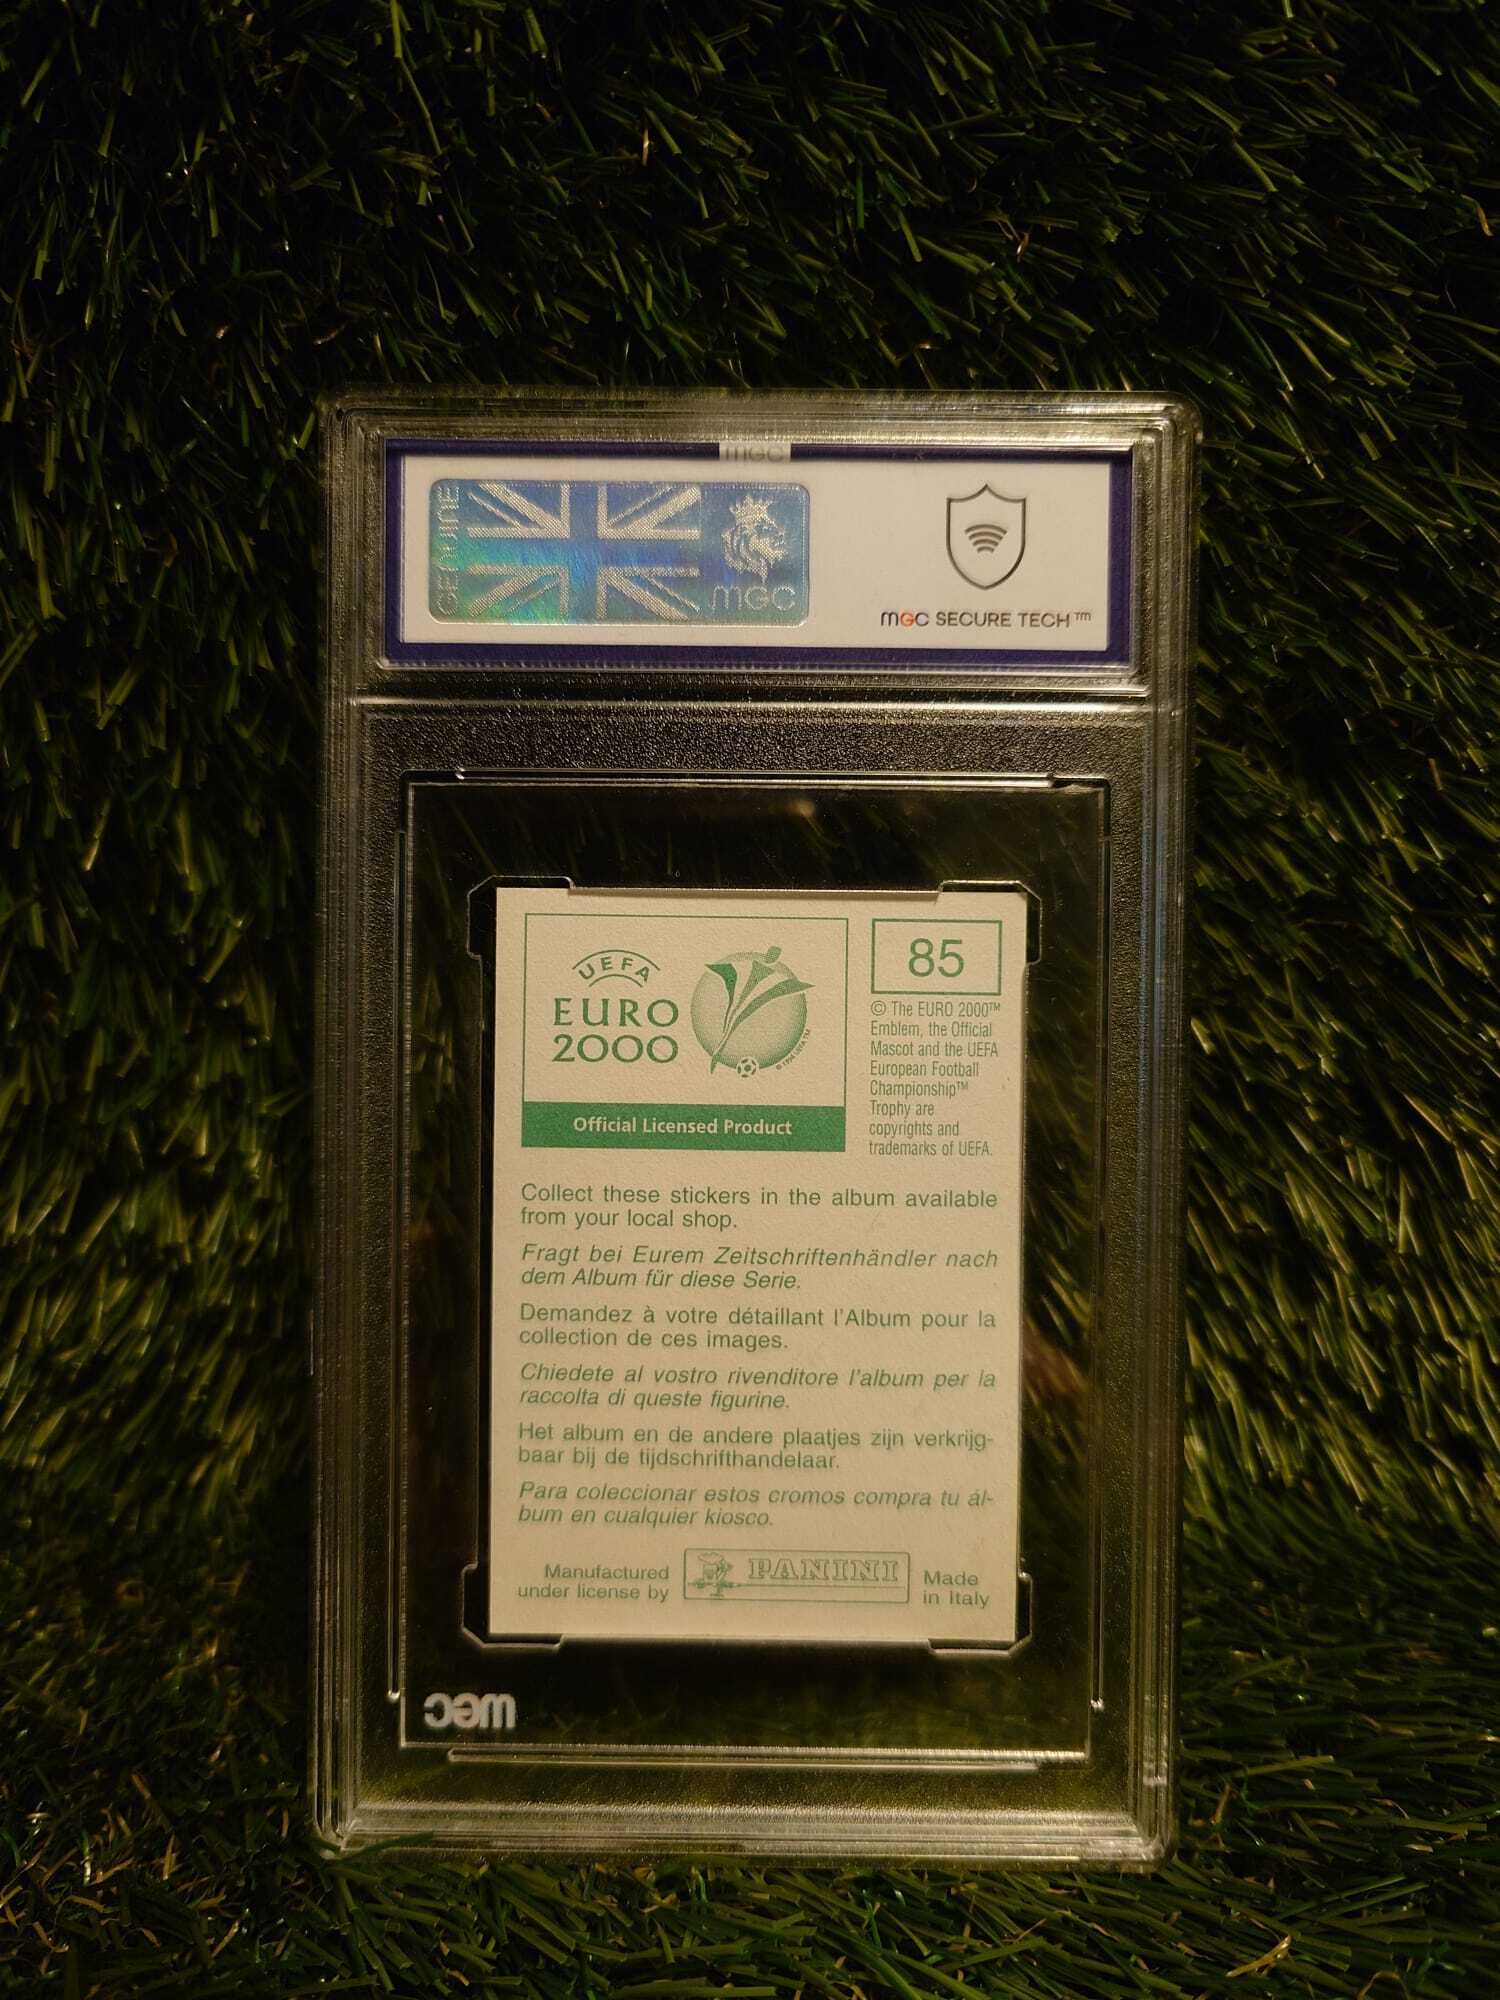 MGC
GENUINE
MGC
MGC SECURE TECH™
UEFA
EURO
2000
© 1996 UEFA TM
Official Licensed Product
85
© The EURO 2000™
Emblem, the Official
Mascot and the UEFA
European Football
Championship™
Trophy are
copyrights and
trademarks of UEFA.
Collect these stickers in the album available
from your local shop.
Fragt bei Eurem Zeitschriftenhändler nach
dem Album für diese Serie.
Demandez à votre détaillant l'Album pour la
collection de ces images.
Chiedete al vostro rivenditore l'album per la
raccolta di queste figurine.
Het album en de andere plaatjes zijn verkrijg-
baar bij de tijdschrifthandelaar.
Para coleccionar estos cromos compra tu ál-
bum en cualquier kiosco.
Manufactured
under license by
PANINI
Made
in Italy
MGC